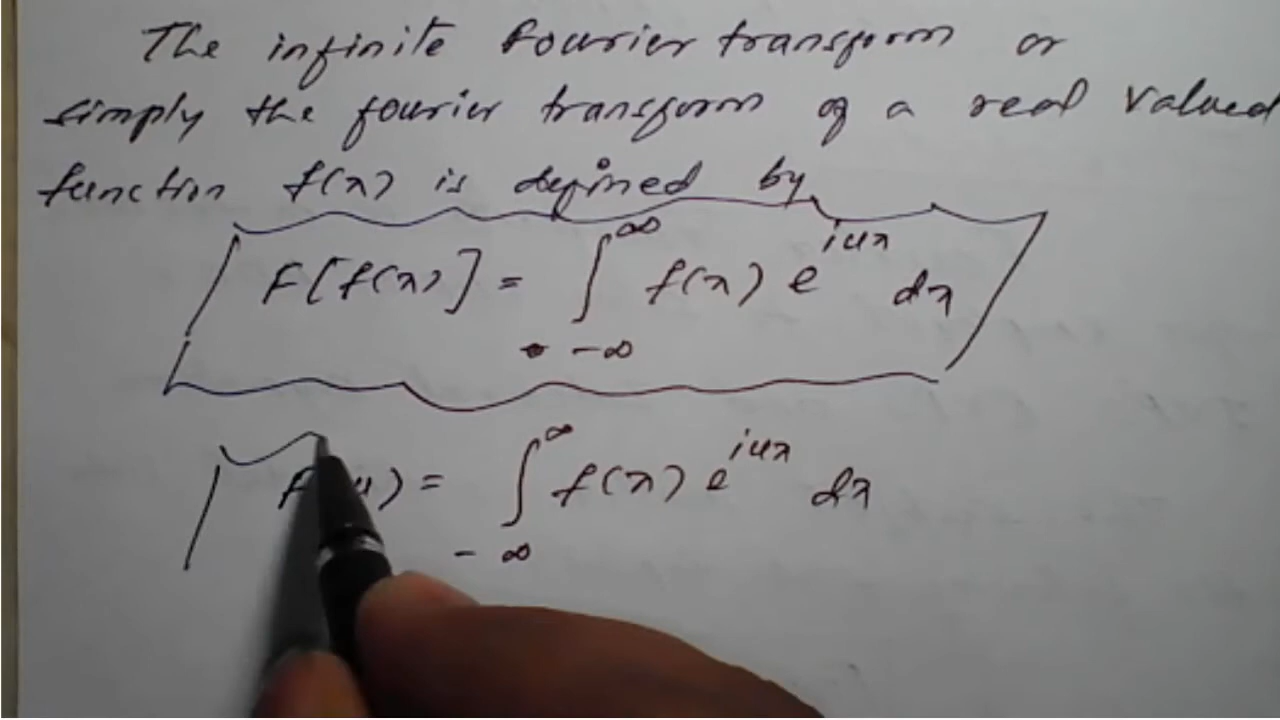 The infinite Fourier transform or
simply the fourier transform of a real valued
function f(x) is defined by
F[f(x)] = ∫_{-∞}^{∞} f(x) e^{iux} dx
= ∫_{-∞}^{∞} f(x) e^{iux} dx